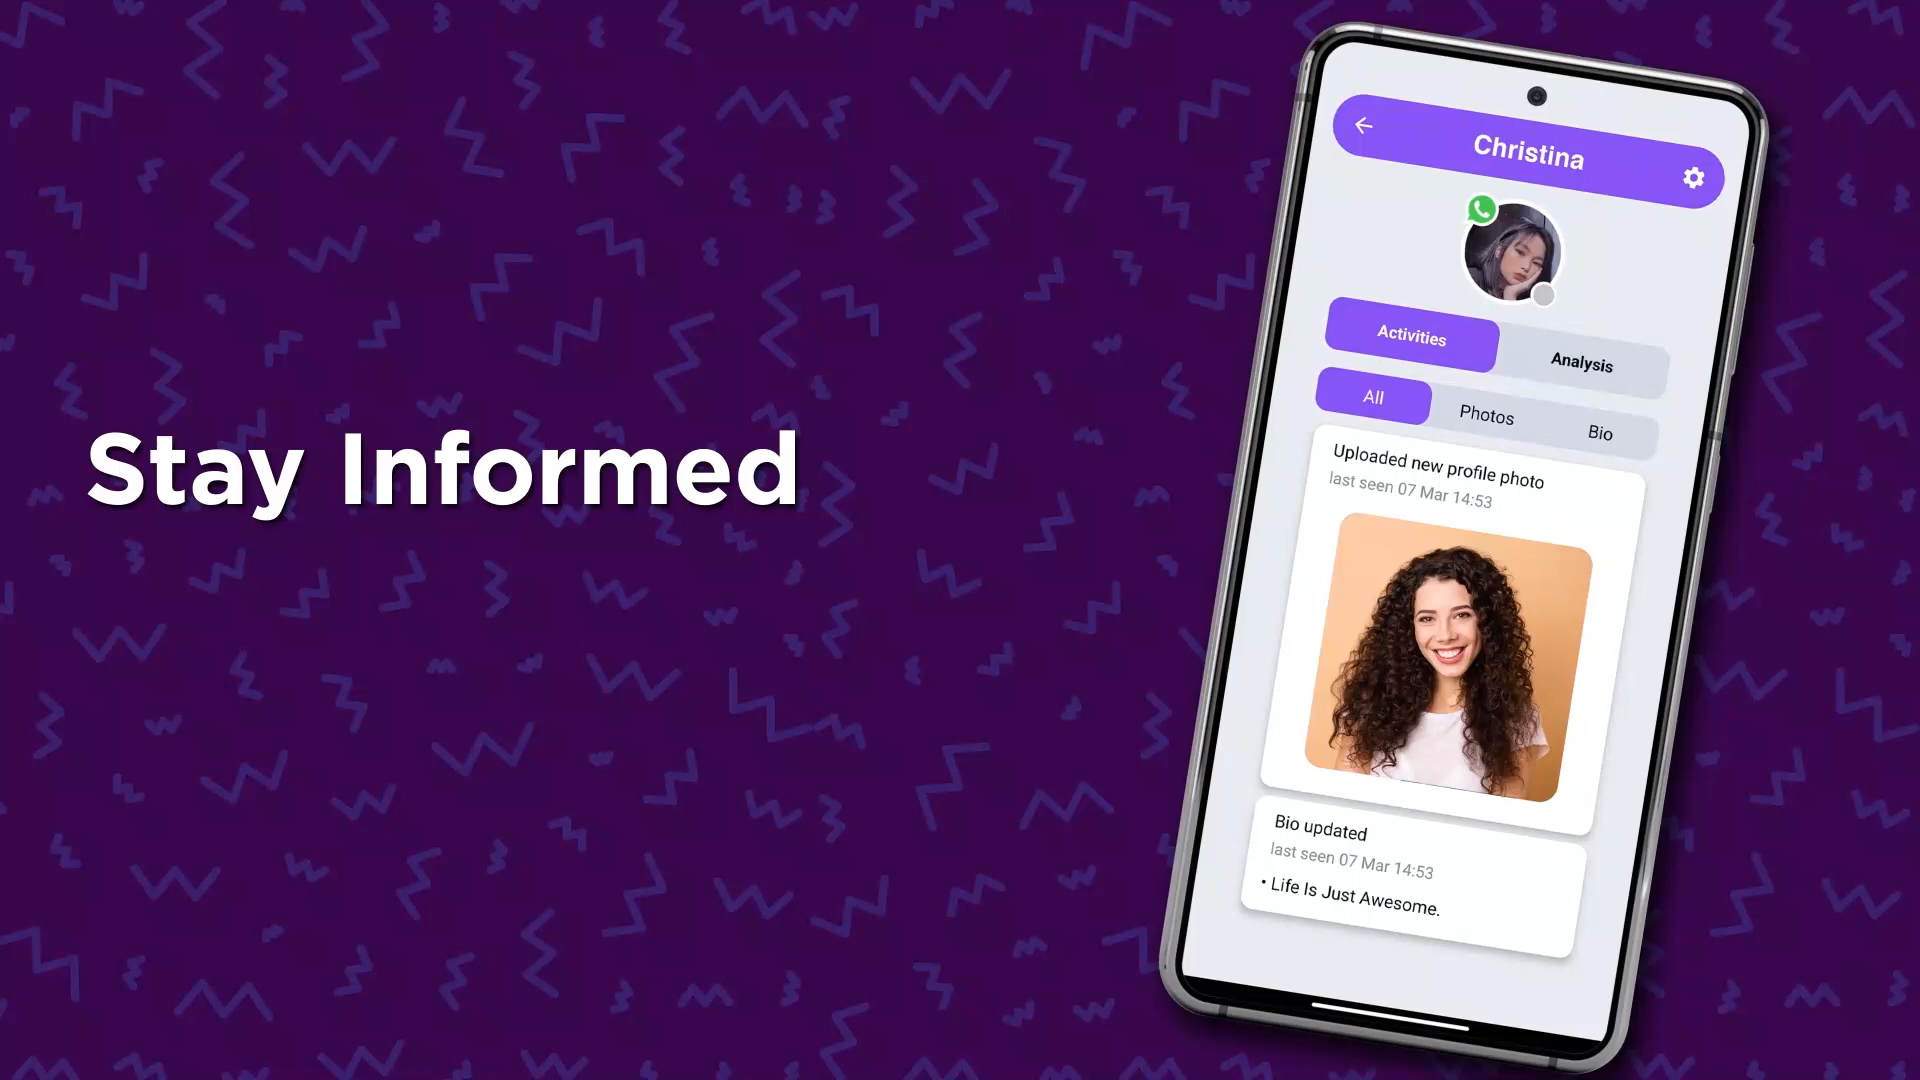 Stay Informed
Christina
Activities
Analysis
All
Photos
Bio
Uploaded new profile photo
last seen 07 Mar 14:53
Bio updated
last seen 07 Mar 14:53
• Life Is Just Awesome.